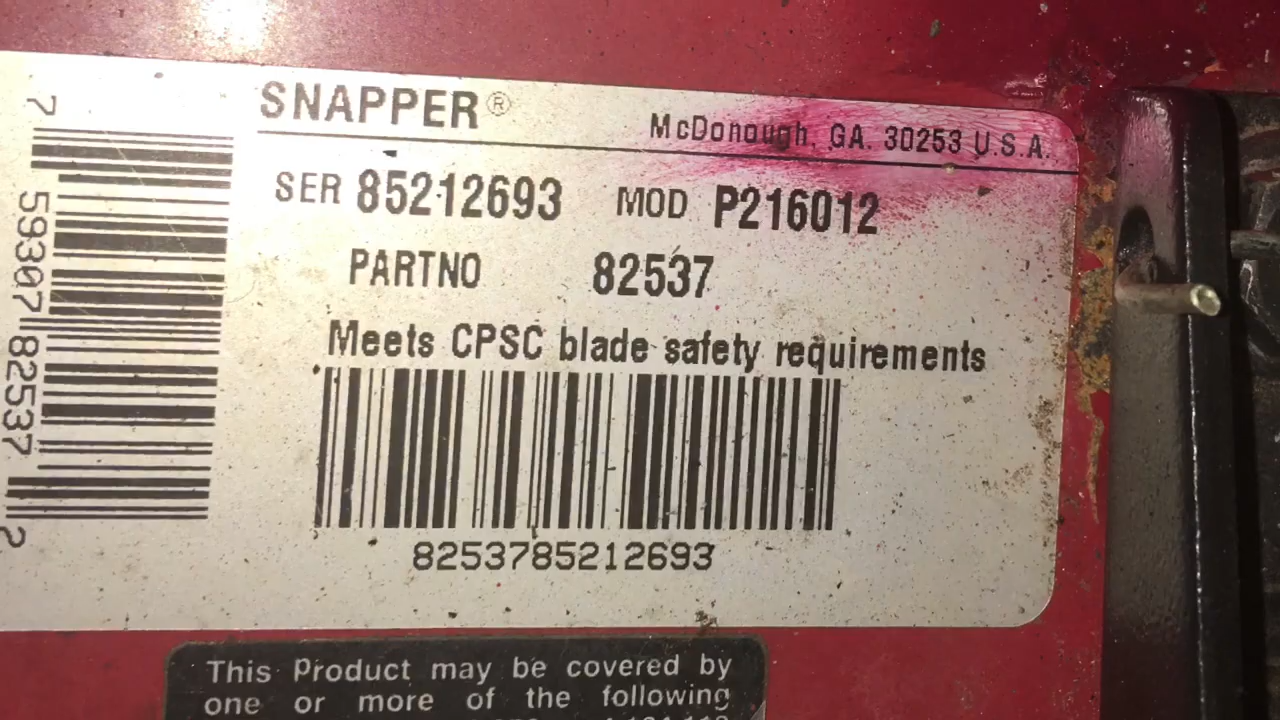 SNAPPER®
McDonough, GA. 30253 U.S.A.
SER 85212693 MOD P216012
PARTNO 82537
Meets CPSC blade safety requirements
8253785212693
7 59307 82537 2
This Product may be covered by
one or more of the following